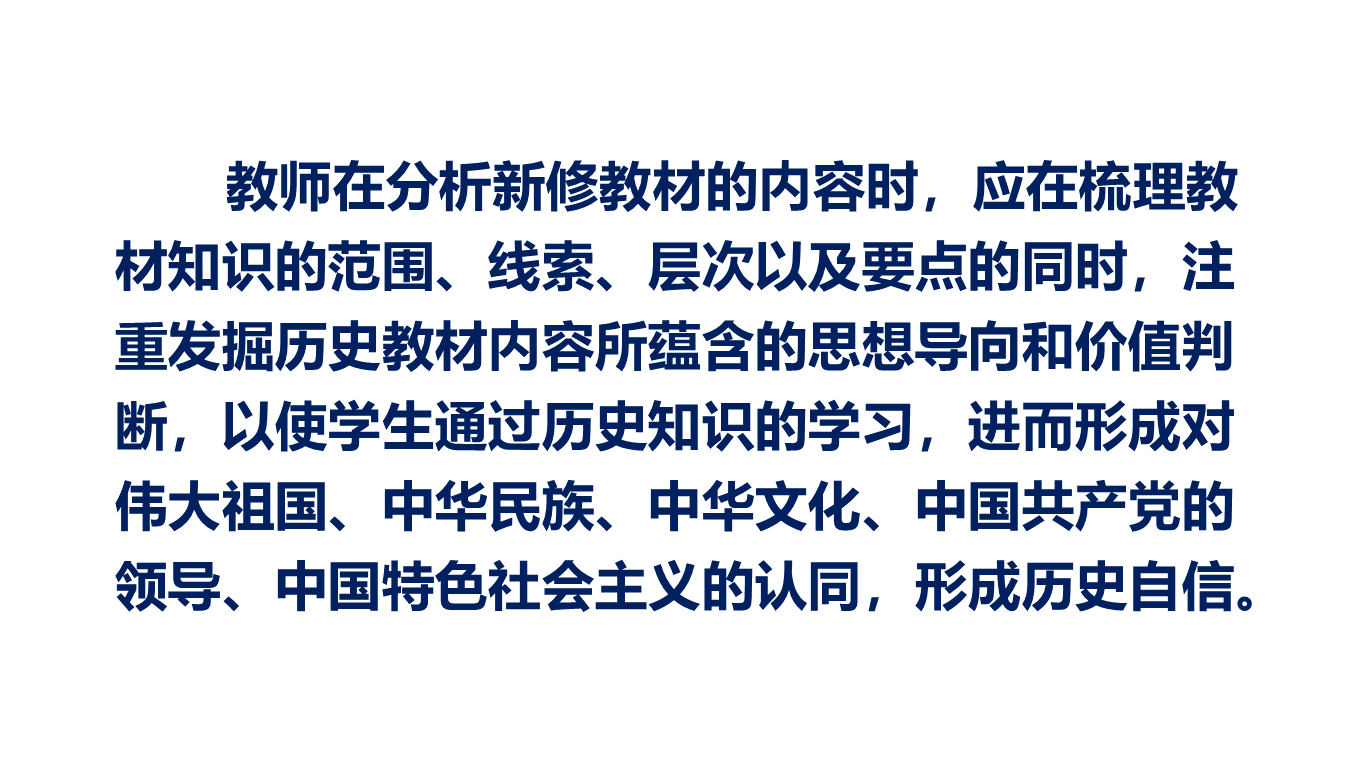 教师在分析新修教材的内容时，应在梳理教
材知识的范围、线索、层次以及要点的同时，注
重发掘历史教材内容所蕴含的思想导向和价值判
断，以使学生通过历史知识的学习，进而形成对
伟大祖国、中华民族、中华文化、中国共产党的
领导、中国特色社会主义的认同，形成历史自信。